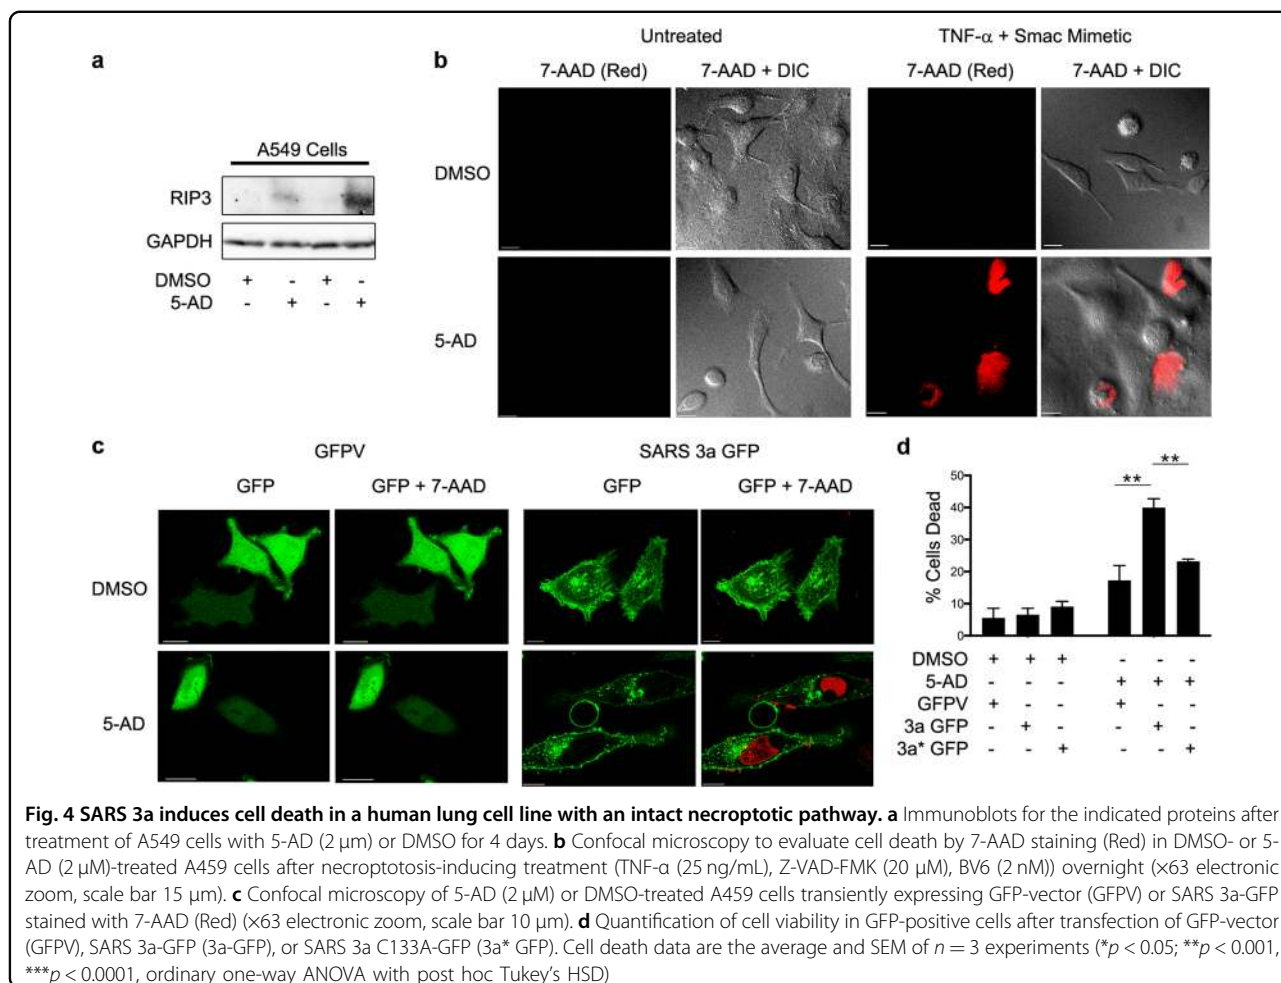 a
A549 Cells
RIP3
GAPDH
DMSO + - + -
5-AD - + - +
b
Untreated
TNF-α + Smac Mimetic
7-AAD (Red) 7-AAD + DIC 7-AAD (Red) 7-AAD + DIC
DMSO
5-AD
c
GFPV
SARS 3a GFP
GFP GFP + 7-AAD GFP GFP + 7-AAD
DMSO
5-AD
d
% Cells Dead
50
40
30
20
10
0
** **
DMSO + + + - - -
5-AD - - - + + +
GFPV + - - + - -
3a GFP - + - - + -
3a* GFP - - + - - +
Fig. 4 SARS 3a induces cell death in a human lung cell line with an intact necroptotic pathway. a Immunoblots for the indicated proteins after
treatment of A549 cells with 5-AD (2 μm) or DMSO for 4 days. b Confocal microscopy to evaluate cell death by 7-AAD staining (Red) in DMSO- or 5-
AD (2 μM)-treated A459 cells after necroptotosis-inducing treatment (TNF-α (25 ng/mL), Z-VAD-FMK (20 μM), BV6 (2 nM)) overnight (×63 electronic
zoom, scale bar 15 μm). c Confocal microscopy of 5-AD (2 μM) or DMSO-treated A459 cells transiently expressing GFP-vector (GFPV) or SARS 3a-GFP
stained with 7-AAD (Red) (×63 electronic zoom, scale bar 10 μm). d Quantification of cell viability in GFP-positive cells after transfection of GFP-vector
(GFPV), SARS 3a-GFP (3a-GFP), or SARS 3a C133A-GFP (3a* GFP). Cell death data are the average and SEM of n = 3 experiments (*p < 0.05; **p < 0.001,
***p < 0.0001, ordinary one-way ANOVA with post hoc Tukey's HSD)